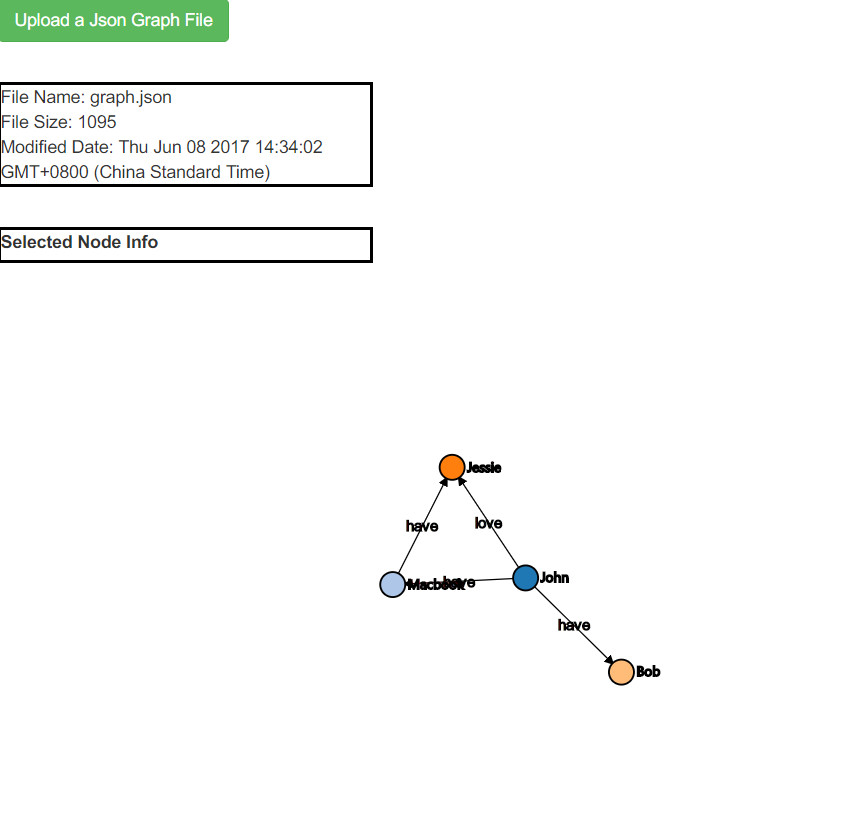 Upload a Json Graph File
File Name: graph.json
File Size: 1095
Modified Date: Thu Jun 08 2017 14:34:02
GMT+0800 (China Standard Time)
Selected Node Info
Jessie
have
love
Macbook
have
John
have
Bob